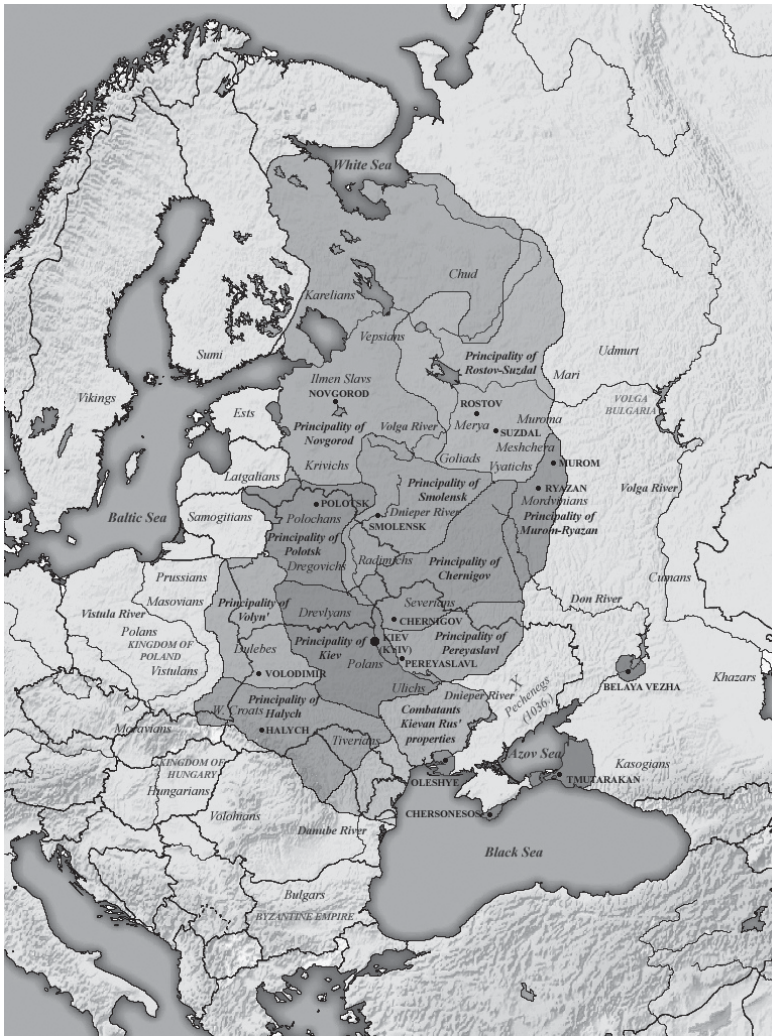 White Sea
Chud
Karelians
Vepsians
Sumi
Principality of
Rostov-Suzdal
Udmurt
Mari
Ilmen Slavs
NOVGOROD
Vikings
ROSTOV
VOLGA
BULGARIA
Ests
Principality of
Novgorod
Volga River
Merya
Muroma
SUZDAL
Meshchera
Goliads
Vyatichs
MUROM
Krivichs
Latgalians
Principality of
Smolensk
RYAZAN
Volga River
Mordvinians
POLOTSK
Baltic Sea
Samogitians
Polochans
Dnieper River
SMOLENSK
Principality of
Murom-Ryazan
Principality of
Polotsk
Dregovichs
Radimichs
Principality of
Chernigov
Prussians
Cumans
Masovians
Principality of
Volyn'
Severians
Don River
Vistula River
Drevlyans
CHERNIGOV
Polans
KINGDOM OF
POLAND
Dulebes
Principality of
Kiev
KIEV
(KYIV)
Principality of
Pereyaslavl
Polans
PEREYASLAVL
Vistulans
VOLODIMIR
Khazars
BELAYA VEZHA
Ulichs
Dnieper River
X
Pechenegs
(1036)
Principality of
Halych
W. Croats
Combatants
Kievan Rus'
properties
Moravians
HALYCH
Tiverians
Azov Sea
Kasogians
KINGDOM OF
HUNGARY
Hungarians
OLESHYE
TMUTARAKAN
Volohians
CHERSONESOS
Danube River
Black Sea
Bulgars
BYZANTINE EMPIRE